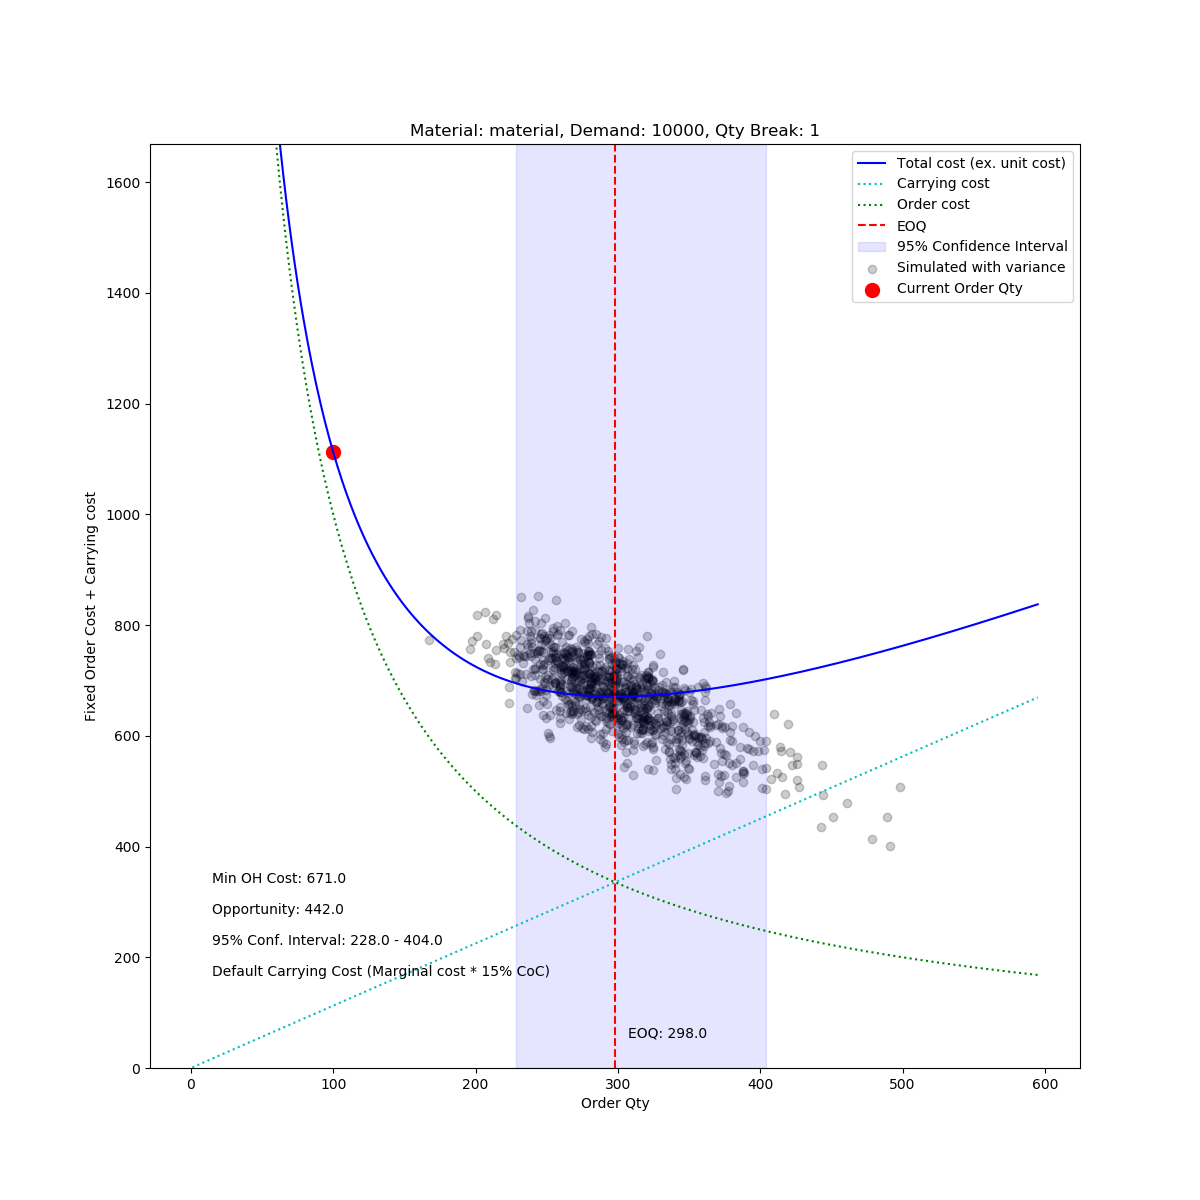 Material: material, Demand: 10000, Qty Break: 1
Total cost (ex. unit cost)
Carrying cost
Order cost
EOQ
95% Confidence Interval
Simulated with variance
Current Order Qty
1600
1400
1200
1000
800
600
400
200
0
Fixed Order Cost + Carrying cost
Min OH Cost: 671.0
Opportunity: 442.0
95% Conf. Interval: 228.0 - 404.0
Default Carrying Cost (Marginal cost * 15% CoC)
EOQ: 298.0
0 100 200 300 400 500 600
Order Qty